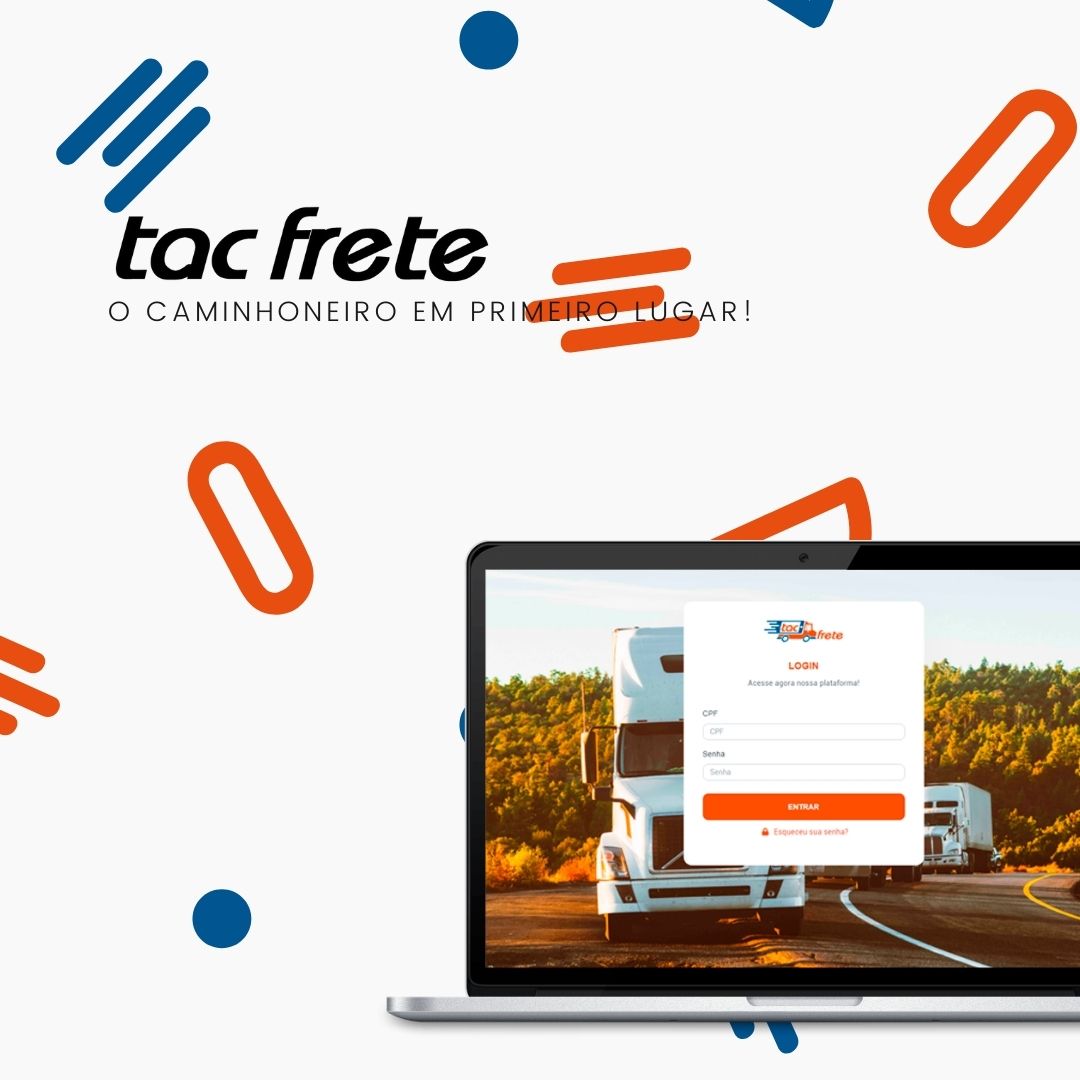 tac frete
O CAMINHONEIRO EM PRIMEIRO LUGAR!
tac frete
LOGIN
Acesse agora nossa plataforma!
CPF
CPF
Senha
Senha
ENTRAR
Esqueceu sua senha?